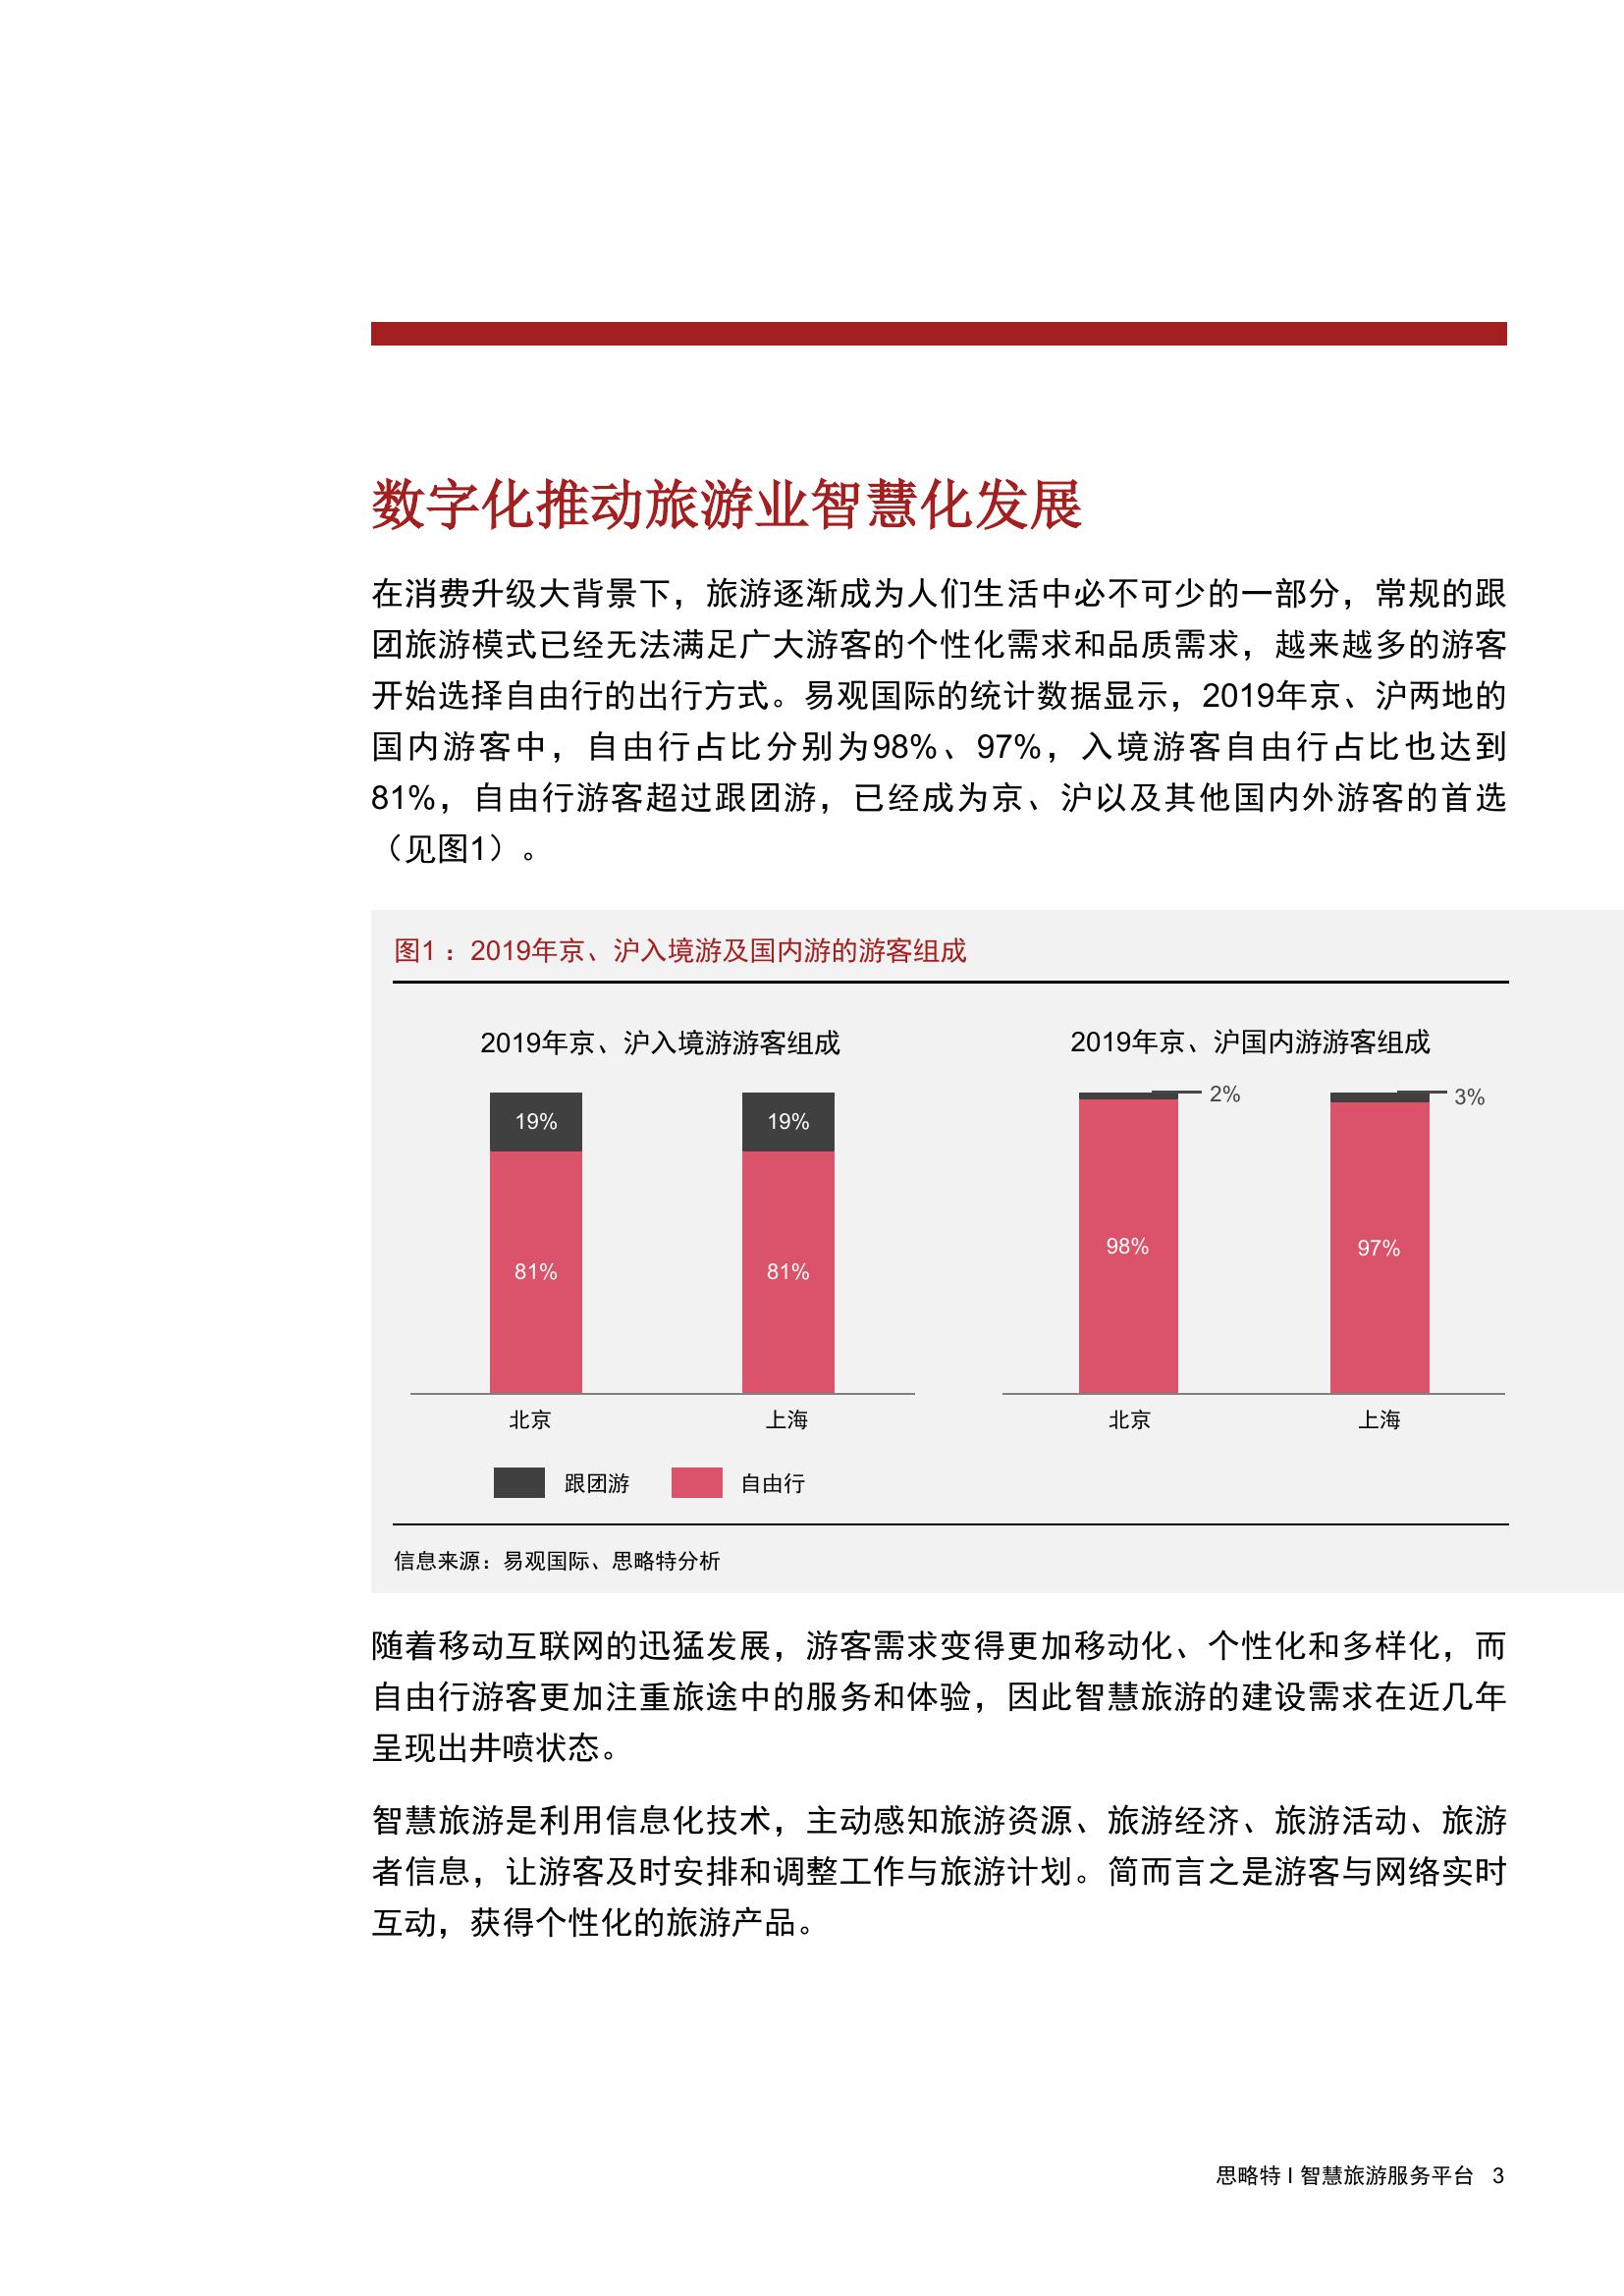 数字化推动旅游业智慧化发展
在消费升级大背景下，旅游逐渐成为人们生活中必不可少的一部分，常规的跟
团旅游模式已经无法满足广大游客的个性化需求和品质需求，越来越多的游客
开始选择自由行的出行方式。易观国际的统计数据显示，2019年京、沪两地的
国内游客中，自由行占比分别为98%、97%，入境游客自由行占比也达到
81%，自由行游客超过跟团游，已经成为京、沪以及其他国内外游客的首选
（见图1）。
图1：2019年京、沪入境游及国内游的游客组成
2019年京、沪入境游游客组成
19%
19%
81%
81%
北京
上海
跟团游
自由行
2019年京、沪国内游游客组成
2%
3%
98%
97%
北京
上海
信息来源：易观国际、思略特分析
随着移动互联网的迅猛发展，游客需求变得更加移动化、个性化和多样化，而
自由行游客更加注重旅途中的服务和体验，因此智慧旅游的建设需求在近几年
呈现出井喷状态。
智慧旅游是利用信息化技术，主动感知旅游资源、旅游经济、旅游活动、旅游
者信息，让游客及时安排和调整工作与旅游计划。简而言之是游客与网络实时
互动，获得个性化的旅游产品。
思略特 I 智慧旅游服务平台 3